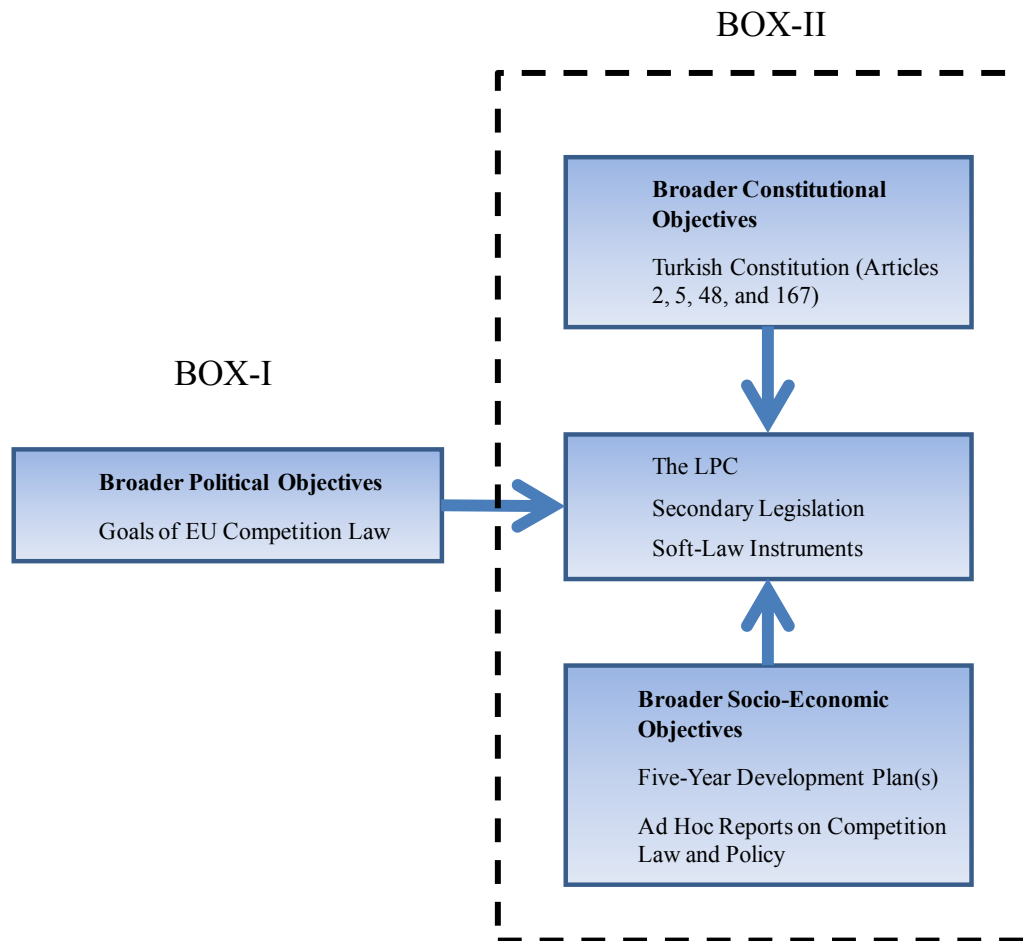 BOX-II
Broader Constitutional
Objectives
Turkish Constitution (Articles
2, 5, 48, and 167)
BOX-I
Broader Political Objectives
Goals of EU Competition Law
The LPC
Secondary Legislation
Soft-Law Instruments
Broader Socio-Economic
Objectives
Five-Year Development Plan(s)
Ad Hoc Reports on Competition
Law and Policy